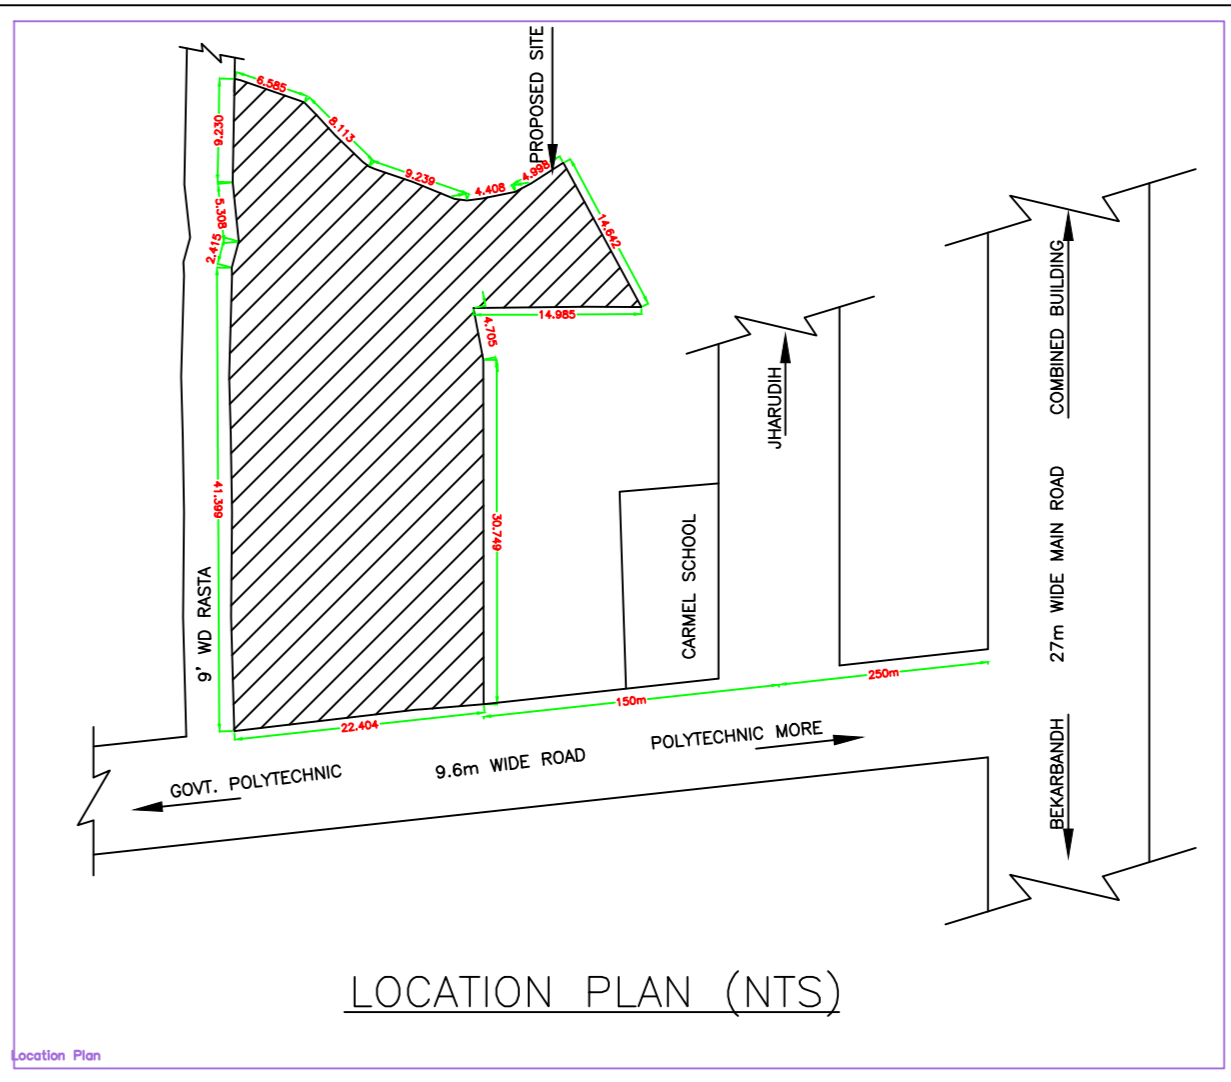 PROPOSED SITE
6.585
8.113
9.230
9.239
4.408
4.998
5.308
2.415
14.642
14.985
4.705
41.399
30.749
COMBINED BUILDING
JHARUDIH
27m WIDE MAIN ROAD
CARMEL SCHOOL
9' WD RASTA
250m
150m
22.404
POLYTECHNIC MORE
9.6m WIDE ROAD
GOVT. POLYTECHNIC
BEKARBANDH
LOCATION PLAN (NTS)
Location Plan